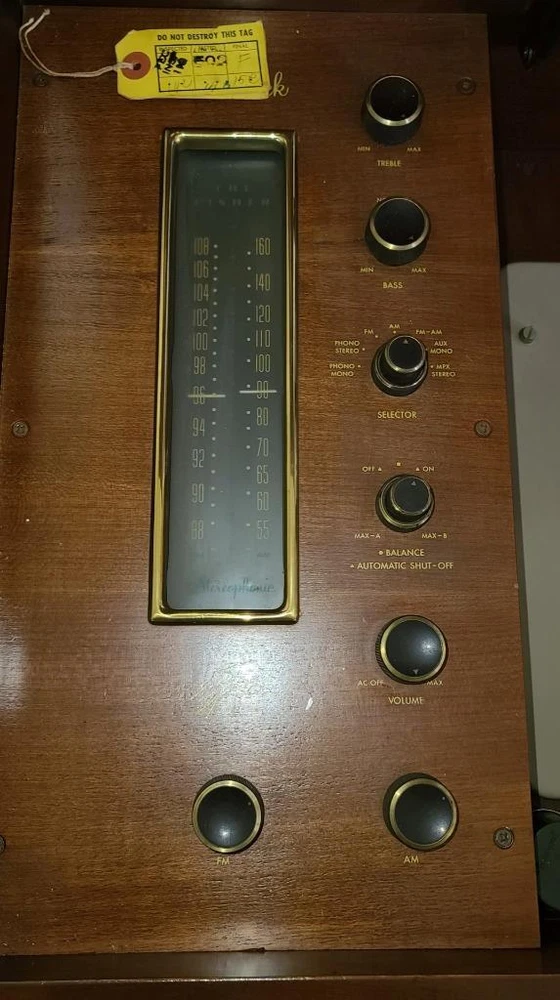 DO NOT DESTROY THIS TAG
FINAL
MIN MAX
TREBLE
MIN MAX
BASS
THE
FISHER
108 160
106
104 140
102 120
100 110
98 100
96 90
94 80
92 70
65
90 60
88 55
Stereophonic
AM
FM FM-AM
PHONO STEREO AUX MONO
PHONO MONO MPX STEREO
SELECTOR
OFF ON
MAX-A MAX-B
BALANCE
AUTOMATIC SHUT-OFF
AC-OFF MAX
VOLUME
FM AM